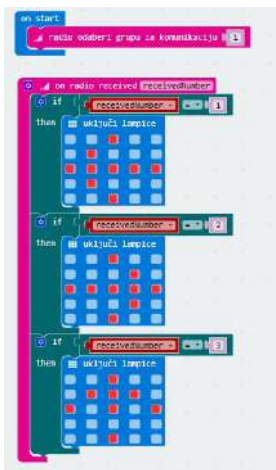 on start
radio odaberi grupu za komunikaciju 1
on radio received receivedNumber
if receivedNumber = 1
then uključi lampice
if receivedNumber = 2
then uključi lampice
if receivedNumber = 3
then uključi lampice